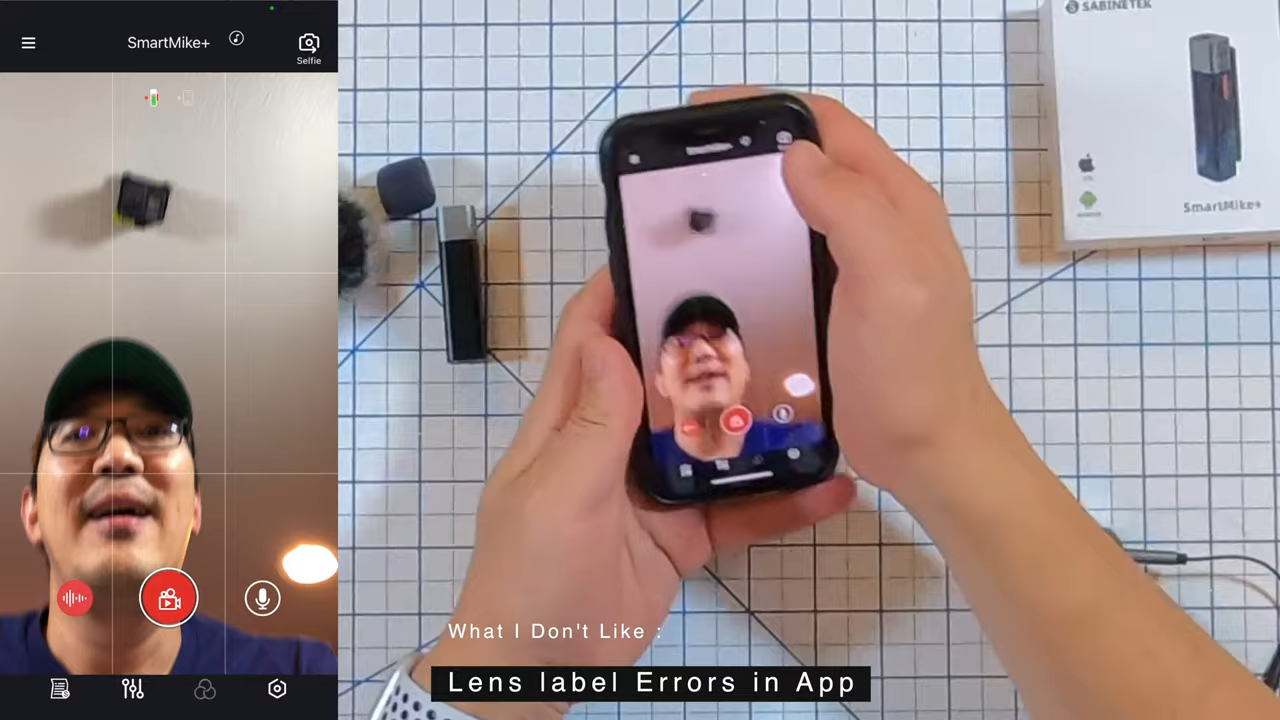 SmartMike+
Selfie
SABINETEK
SmartMike+
What I Don't Like :
Lens label Errors in App